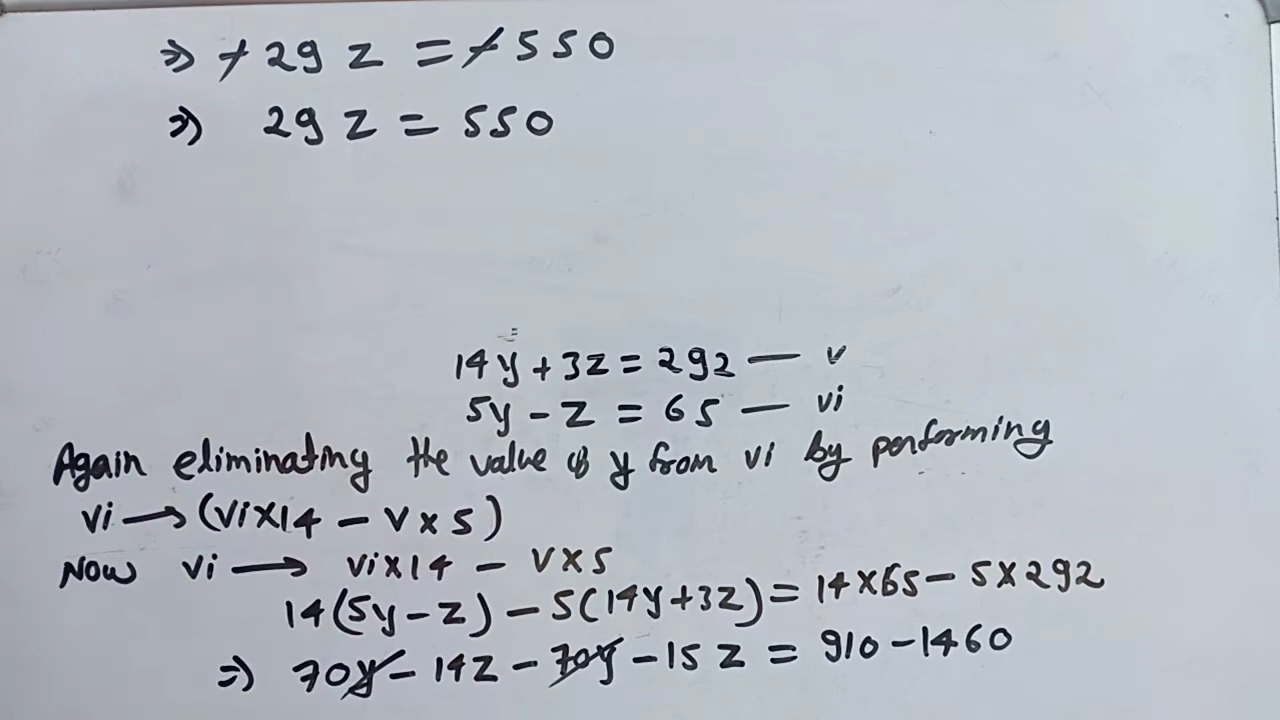 ⇒ -29 z = -550
⇒ 29 z = 550
14y + 3z = 292 — v
5y - z = 65 — vi
Again eliminating the value of y from vi by performing
vi → (vi×14 - v×5)
Now vi → vi×14 - v×5
14(5y - z) - 5(14y + 3z) = 14×65 - 5×292
⇒ 70y - 14z - 70y - 15z = 910 - 1460